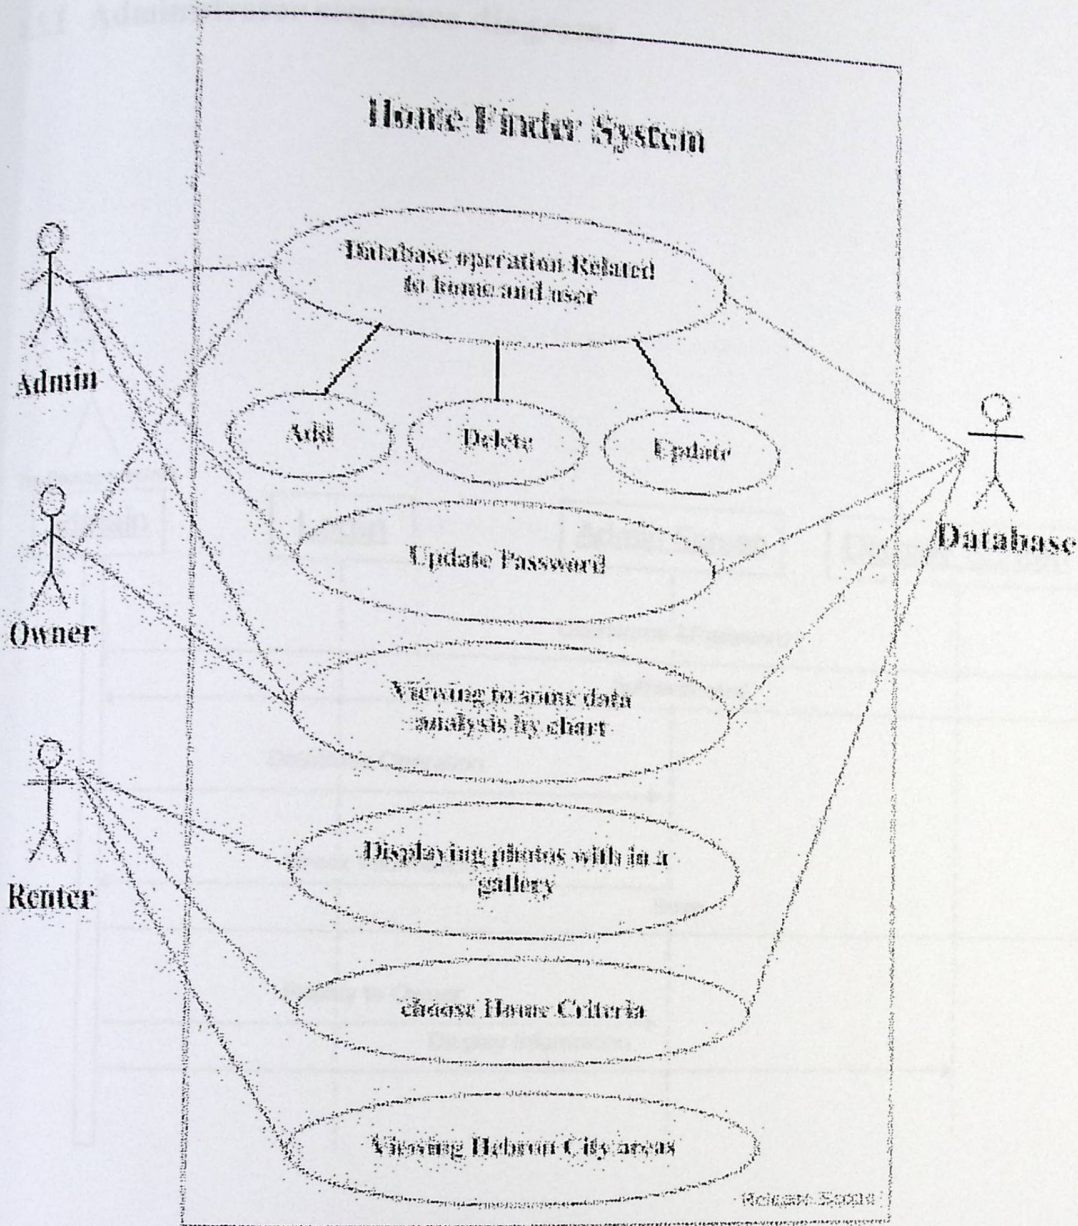 Home Finder System
Database operation Related
to home and user
Admin
Add
Delete
Update
Database
Update Password
Owner
Viewing to some data
analysis by chart
Displaying photos with in a
gallery
Renter
choose Home Criteria
Viewing Hebron City areas
Release Scope